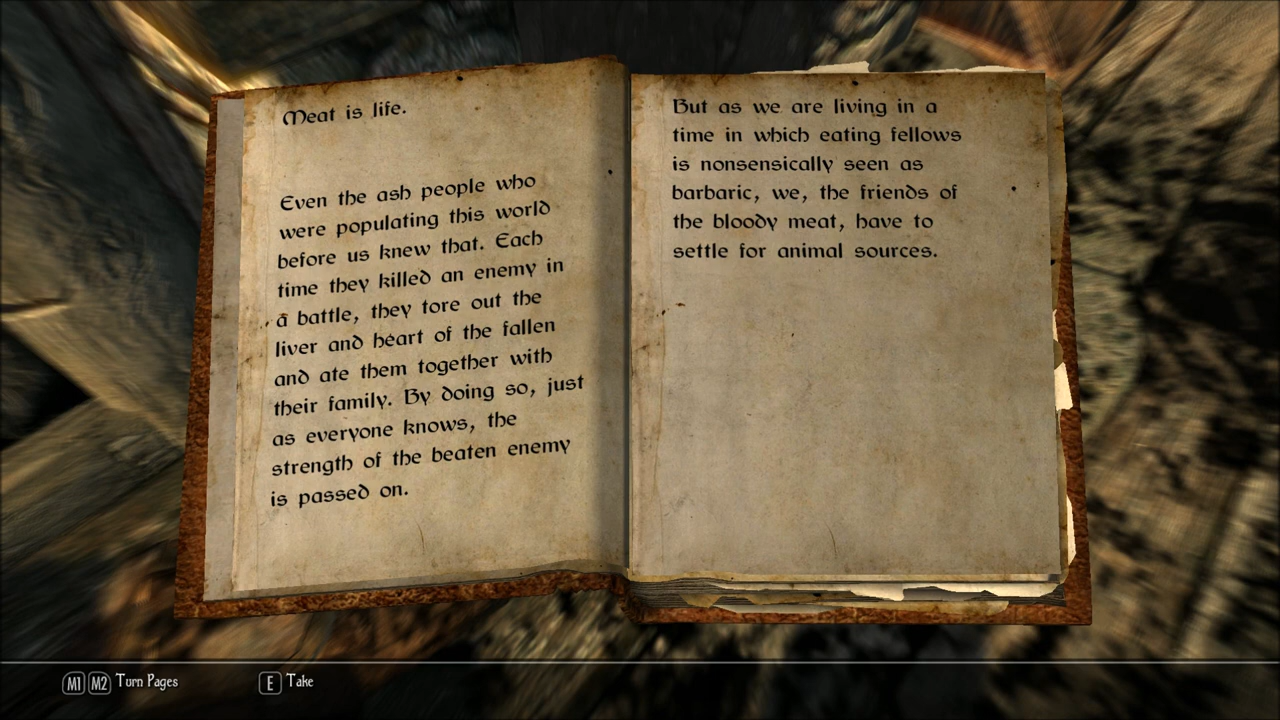 Meat is life.
Even the ash people who
were populating this world
before us knew that. Each
time they killed an enemy in
a battle, they tore out the
liver and heart of the fallen
and ate them together with
their family. By doing so, just
as everyone knows, the
strength of the beaten enemy
is passed on.
But as we are living in a
time in which eating fellows
is nonsensically seen as
barbaric, we, the friends of
the bloody meat, have to
settle for animal sources.
M1 M2 Turn Pages
E Take